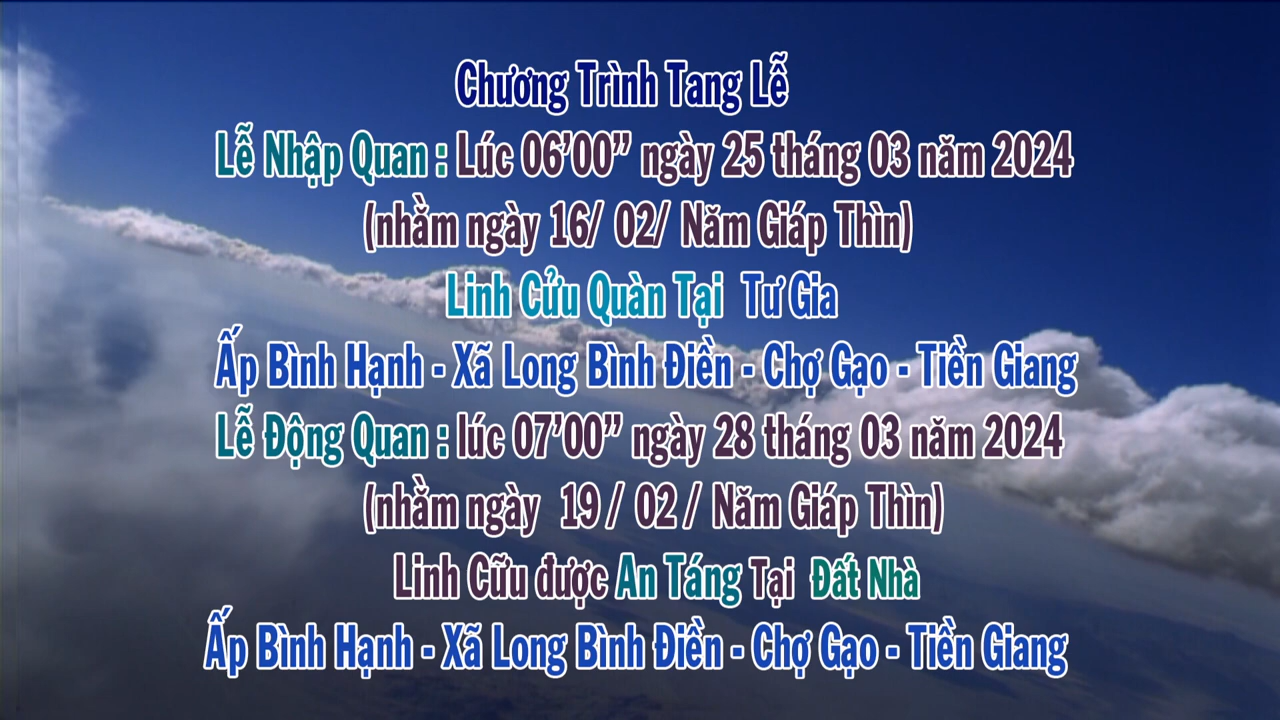 Chương Trình Tang Lễ
Lễ Nhập Quan : Lúc 06’00” ngày 25 tháng 03 năm 2024
(nhằm ngày 16/ 02/ Năm Giáp Thìn)
Linh Cửu Quàn Tại Tư Gia
Ấp Bình Hạnh - Xã Long Bình Điền - Chợ Gạo - Tiền Giang
Lễ Động Quan : lúc 07’00” ngày 28 tháng 03 năm 2024
(nhằm ngày 19 / 02 / Năm Giáp Thìn)
Linh Cữu được An Táng Tại Đất Nhà
Ấp Bình Hạnh - Xã Long Bình Điền - Chợ Gạo - Tiền Giang